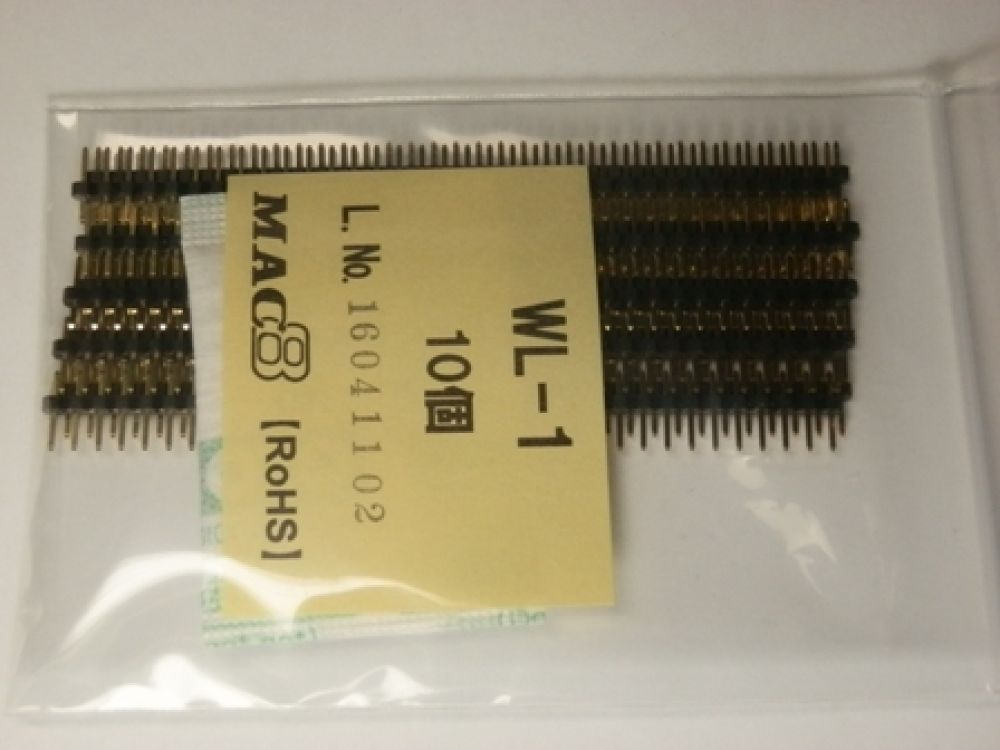 WL-1
10個
L.No. 16041102
MAC8 【RoHS】